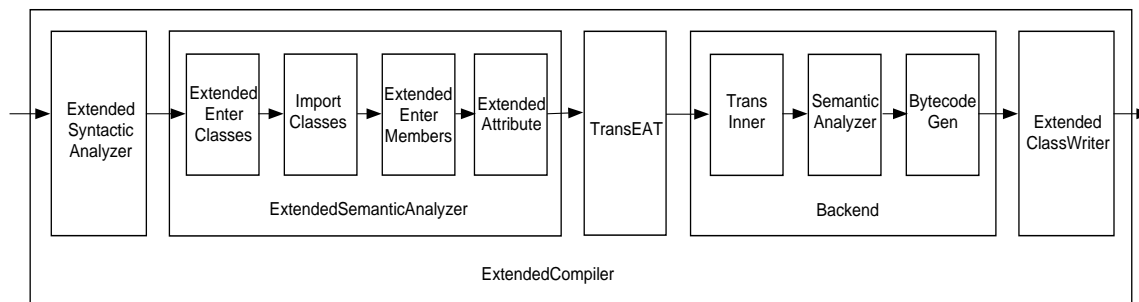 Extended
Syntactic
Analyzer
Extended
Enter
Classes
Import
Classes
Extended
Enter
Members
Extended
Attribute
ExtendedSemanticAnalyzer
TransEAT
Trans
Inner
Semantic
Analyzer
Bytecode
Gen
Backend
Extended
ClassWriter
ExtendedCompiler